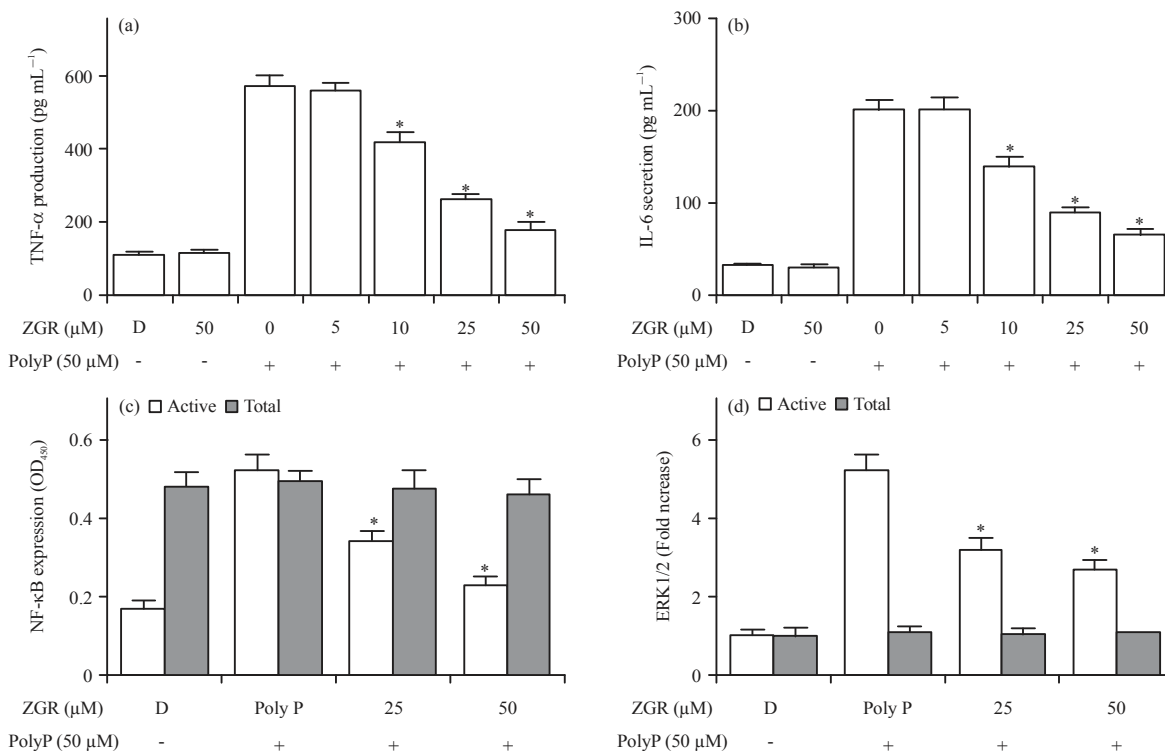 (a)
TNF-α production (pg mL⁻¹)
600
400
200
0
* * *
ZGR (µM) D 50 0 5 10 25 50
PolyP (50 µM) - - + + + + +
(b)
IL-6 secretion (pg mL⁻¹)
300
200
100
0
* * *
ZGR (µM) D 50 0 5 10 25 50
PolyP (50 µM) - - + + + + +
(c) Active Total
NF-κB expression (OD₄₅₀)
0.6
0.4
0.2
0
* *
ZGR (µM) D Poly P 25 50
PolyP (50 µM) - + + +
(d) Active Total
ERK1/2 (Fold ncrease)
6
4
2
0
* *
ZGR (µM) D Poly P 25 50
PolyP (50 µM) - + + +